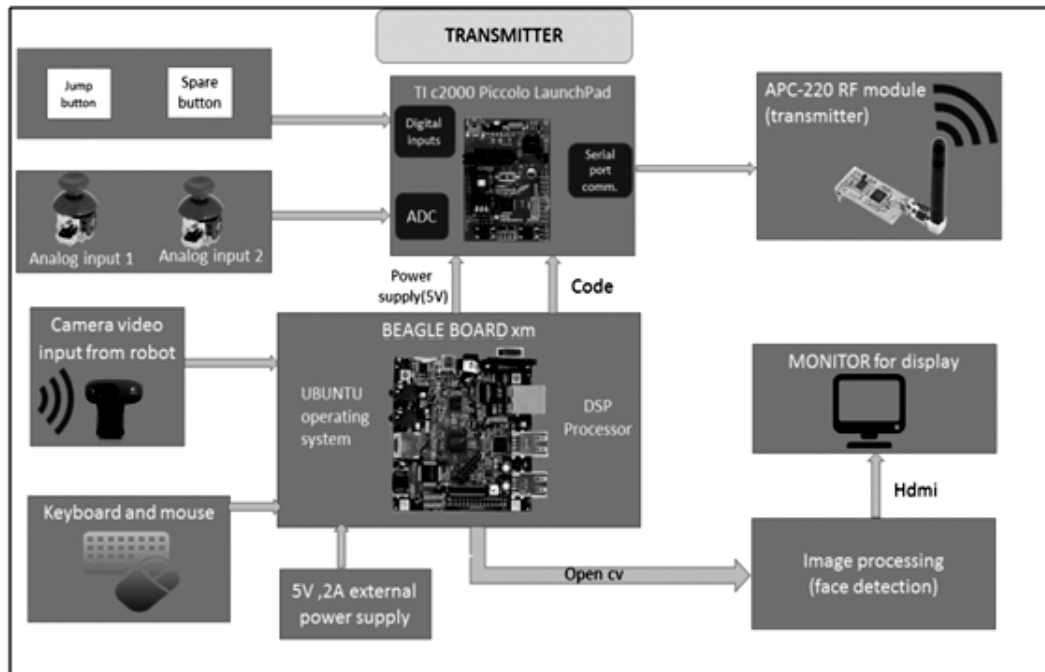 TRANSMITTER
Jump
button
Spare
button
TI c2000 Piccolo LaunchPad
Digital
inputs
ADC
Serial
port
comm.
APC-220 RF module
(transmitter)
Analog input 1
Analog input 2
Power
supply(5V)
Code
Camera video
input from robot
BEAGLE BOARD xm
UBUNTU
operating
system
DSP
Processor
MONITOR for display
Hdmi
Keyboard and mouse
5V ,2A external
power supply
Open cv
Image processing
(face detection)